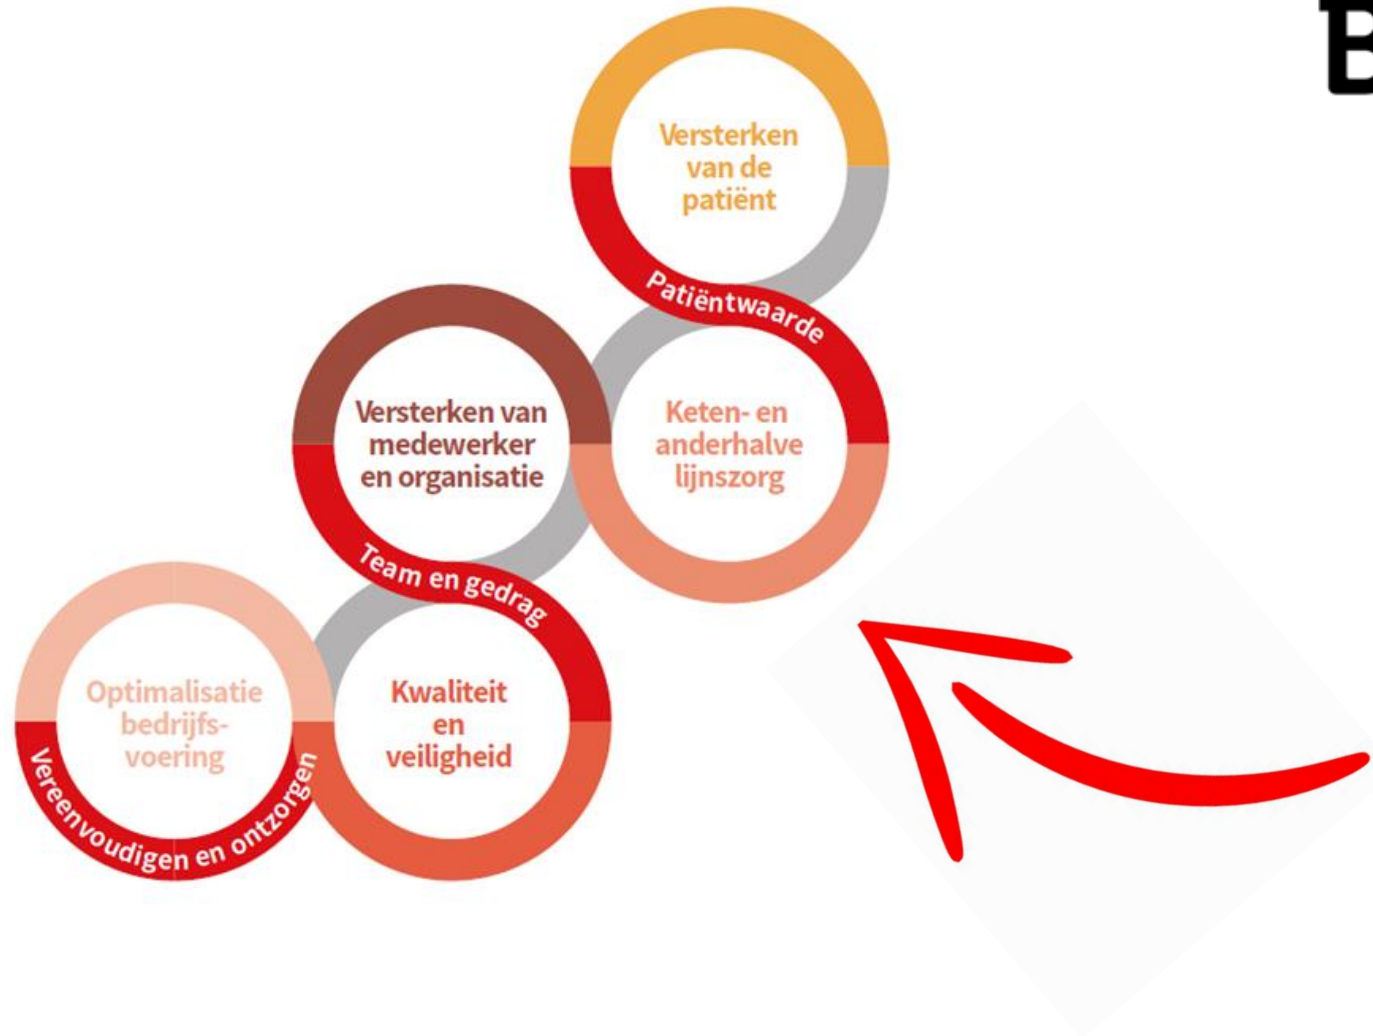 B
Versterken
van de
patiënt
Patiëntwaarde
Versterken van
medewerker
en organisatie
Keten- en
anderhalve
lijnszorg
Team en gedrag
Optimalisatie
bedrijfs-
voering
Kwaliteit
en
veiligheid
Vereenvoudigen en ontzorgen